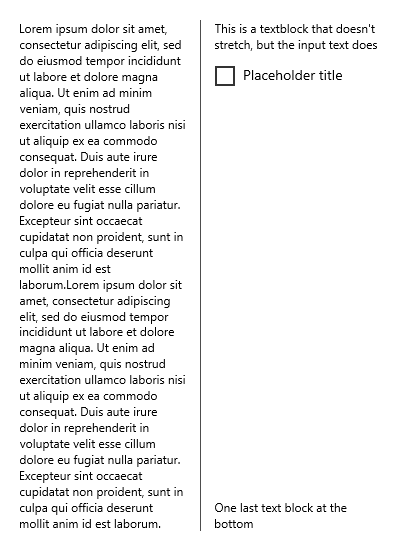 Lorem ipsum dolor sit amet,
consectetur adipiscing elit, sed
do eiusmod tempor incididunt
ut labore et dolore magna
aliqua. Ut enim ad minim
veniam, quis nostrud
exercitation ullamco laboris nisi
ut aliquip ex ea commodo
consequat. Duis aute irure
dolor in reprehenderit in
voluptate velit esse cillum
dolore eu fugiat nulla pariatur.
Excepteur sint occaecat
cupidatat non proident, sunt in
culpa qui officia deserunt
mollit anim id est
laborum.Lorem ipsum dolor sit
amet, consectetur adipiscing
elit, sed do eiusmod tempor
incididunt ut labore et dolore
magna aliqua. Ut enim ad
minim veniam, quis nostrud
exercitation ullamco laboris nisi
ut aliquip ex ea commodo
consequat. Duis aute irure
dolor in reprehenderit in
voluptate velit esse cillum
dolore eu fugiat nulla pariatur.
Excepteur sint occaecat
cupidatat non proident, sunt in
culpa qui officia deserunt
mollit anim id est laborum.
This is a textblock that doesn't
stretch, but the input text does
Placeholder title
One last text block at the
bottom